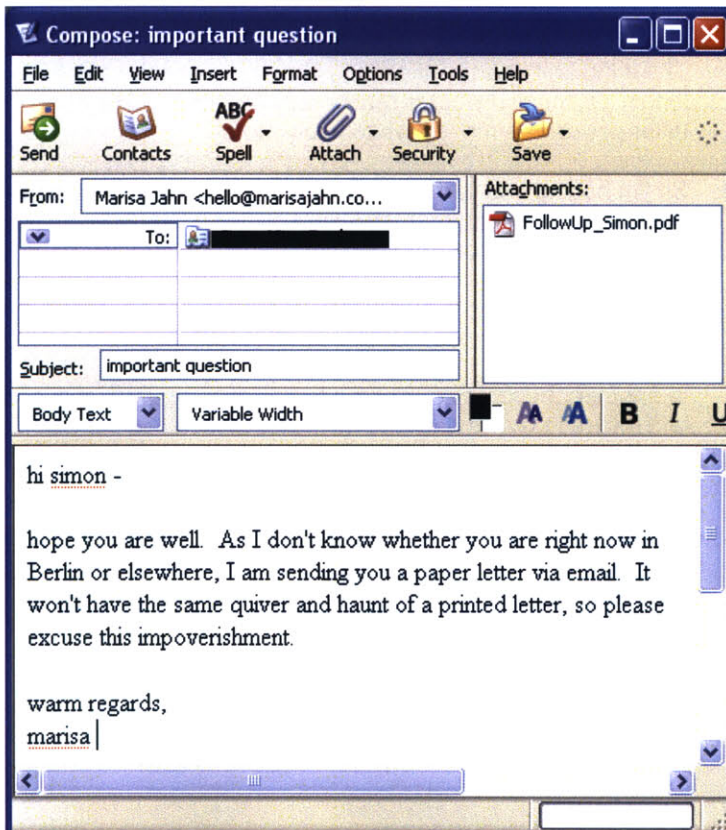 Compose: important question
File Edit View Insert Format Options Tools Help
ABC
Send Contacts Spell Attach Security Save
From: Marisa Jahn <hello@marisajahn.co...
Attachments:
To:
FollowUp_Simon.pdf
Subject: important question
Body Text Variable Width A A A A B I U
hi simon -
hope you are well. As I don't know whether you are right now in
Berlin or elsewhere, I am sending you a paper letter via email. It
won't have the same quiver and haunt of a printed letter, so please
excuse this impoverishment.
warm regards,
marisa